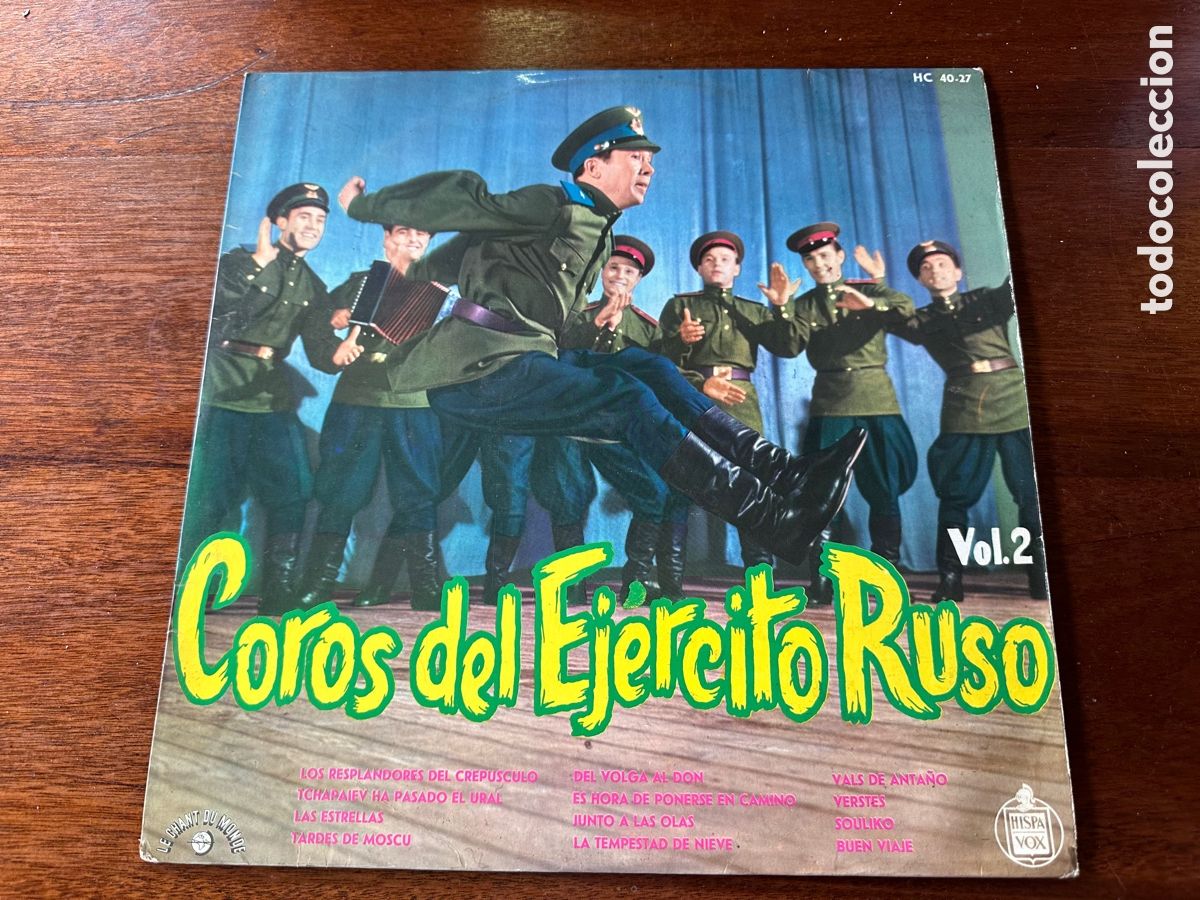 HC 40-27
todocoleccion
Vol.2
Coros del Ejército Ruso
LOS RESPLANDORES DEL CREPUSCULO
TCHAPAIEV HA PASADO EL URAL
LAS ESTRELLAS
TARDES DE MOSCU
DEL VOLGA AL DON
ES HORA DE PONERSE EN CAMINO
JUNTO A LAS OLAS
LA TEMPESTAD DE NIEVE
VALS DE ANTAÑO
VERSTES
SOULIKO
BUEN VIAJE
LE CHANT DU MONDE
HISPA
VOX